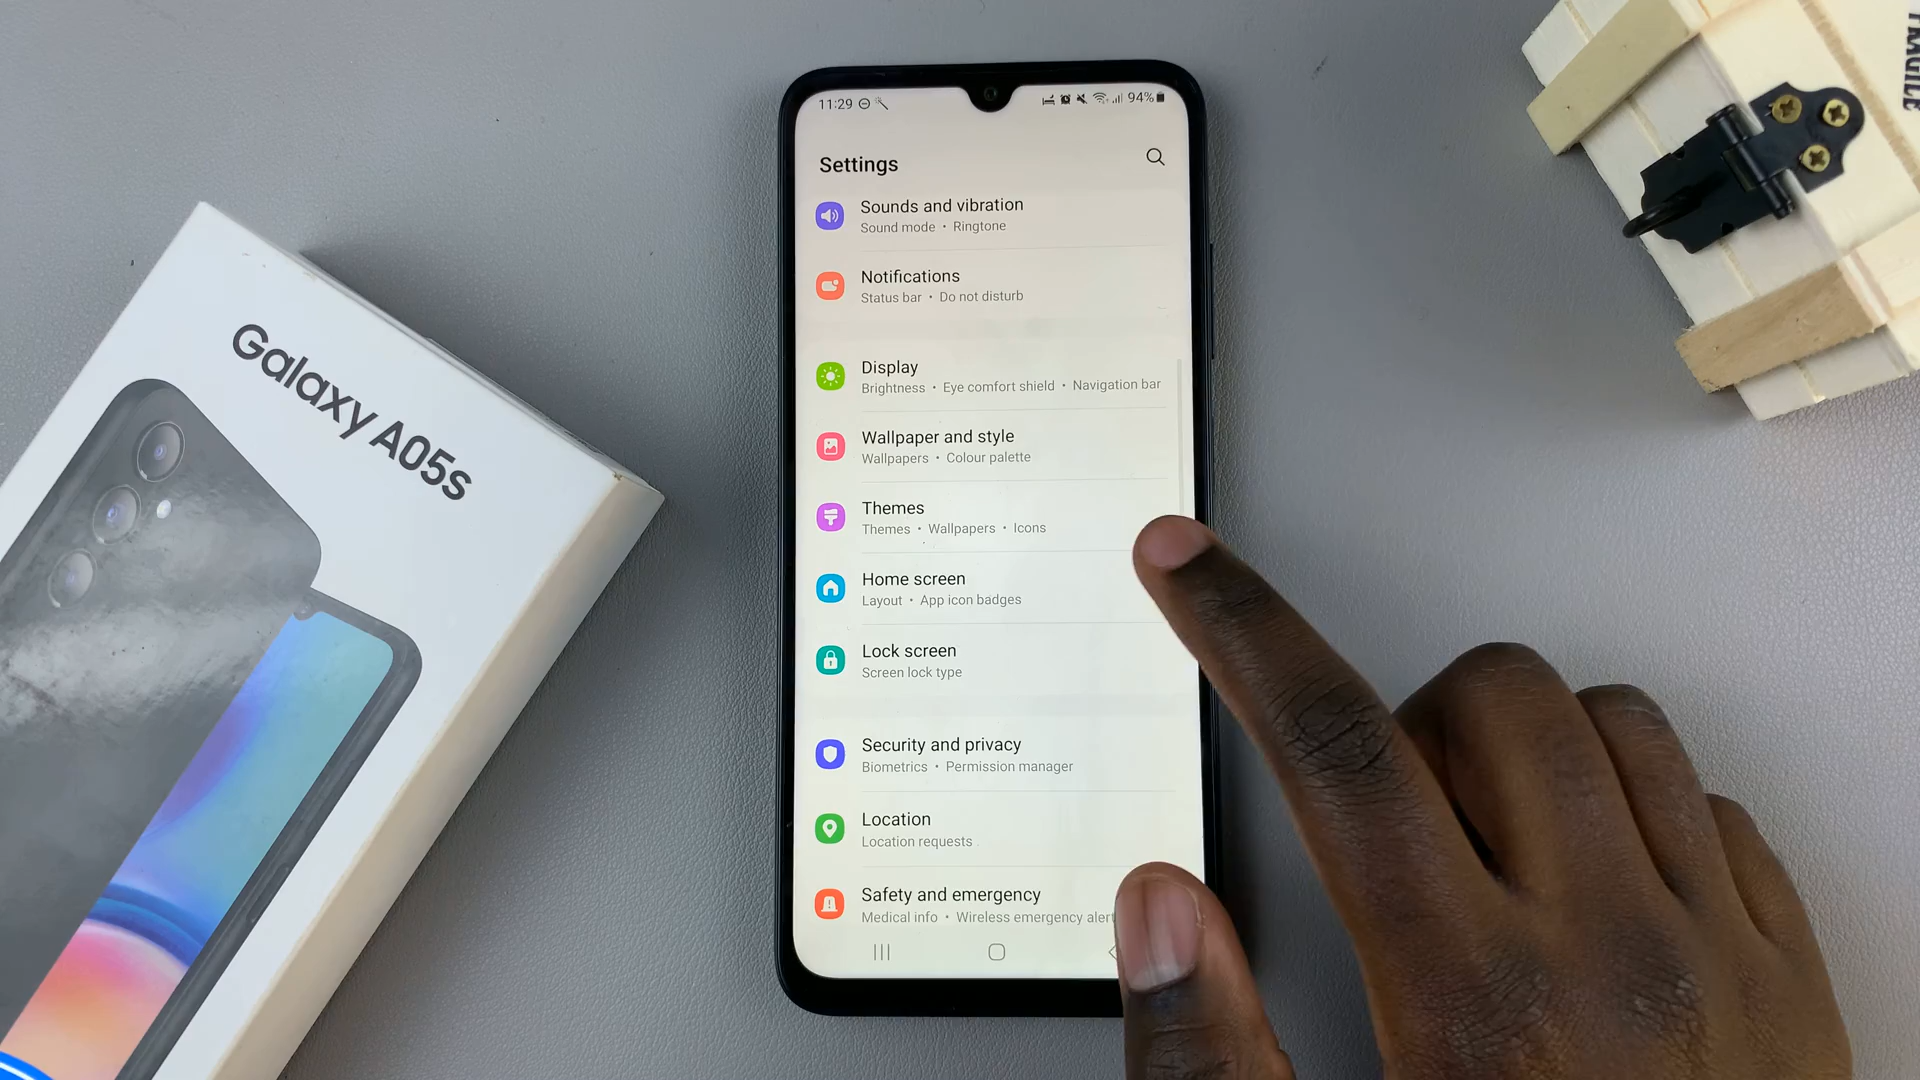 11:29
94%
Settings
Sounds and vibration
Sound mode • Ringtone
Notifications
Status bar • Do not disturb
Display
Brightness • Eye comfort shield • Navigation bar
Wallpaper and style
Wallpapers • Colour palette
Themes
Themes • Wallpapers • Icons
Home screen
Layout • App icon badges
Lock screen
Screen lock type
Security and privacy
Biometrics • Permission manager
Location
Location requests
Safety and emergency
Medical info • Wireless emergency alert
Galaxy A05s